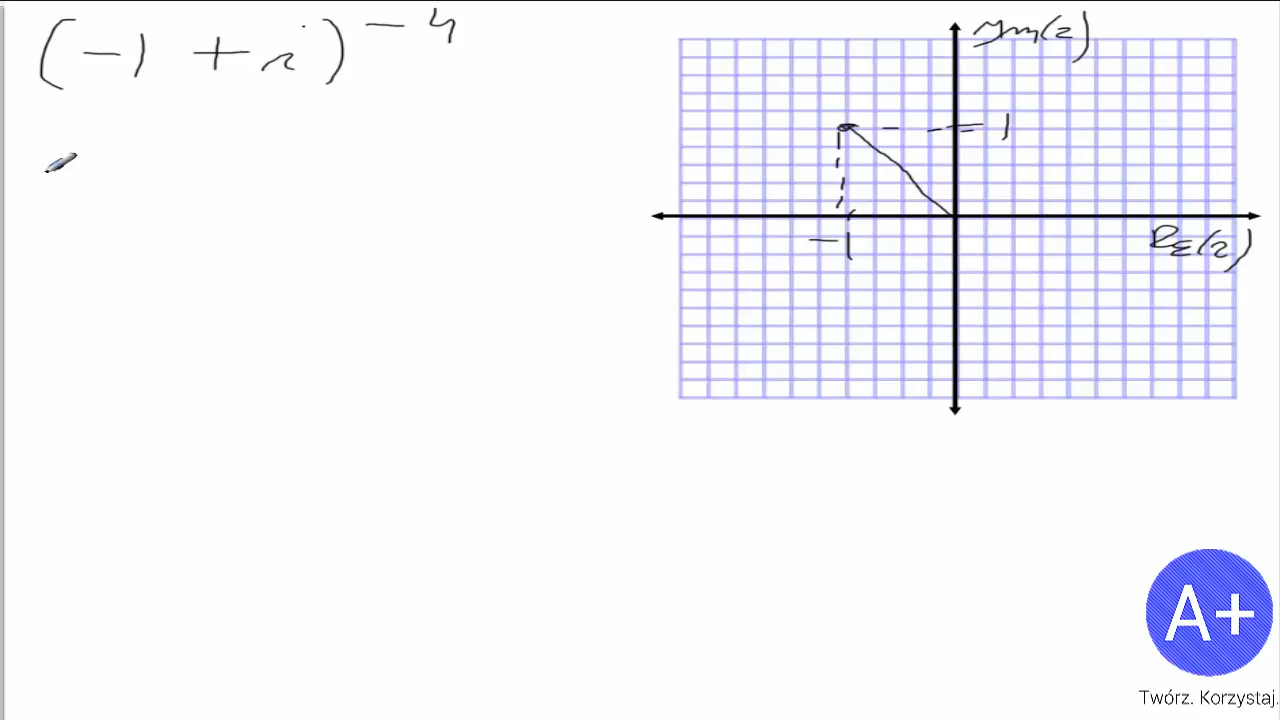 (-1 + i)^-4
Im(z)
1
-1
Re(z)
A+
Twórz. Korzystaj.